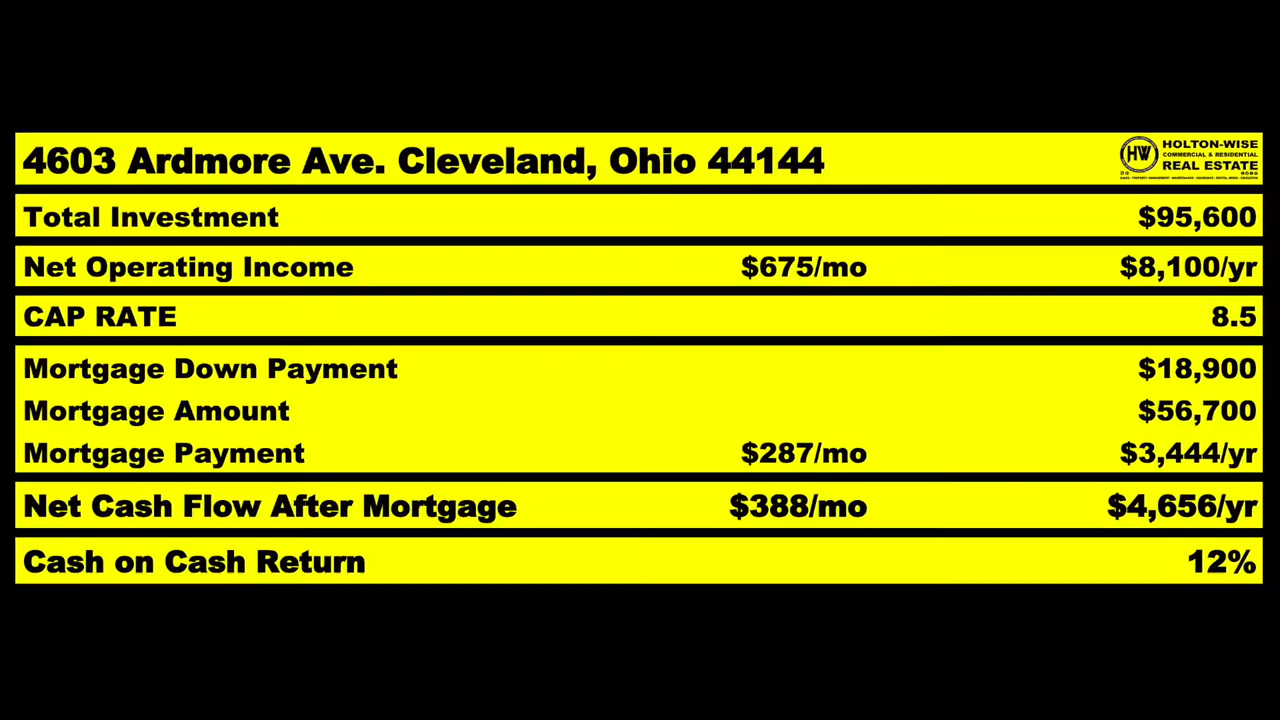 4603 Ardmore Ave. Cleveland, Ohio 44144
HW
HOLTON-WISE
COMMERCIAL & RESIDENTIAL
REAL ESTATE
Total Investment $95,600
Net Operating Income $675/mo $8,100/yr
CAP RATE 8.5
Mortgage Down Payment $18,900
Mortgage Amount $56,700
Mortgage Payment $287/mo $3,444/yr
Net Cash Flow After Mortgage $388/mo $4,656/yr
Cash on Cash Return 12%